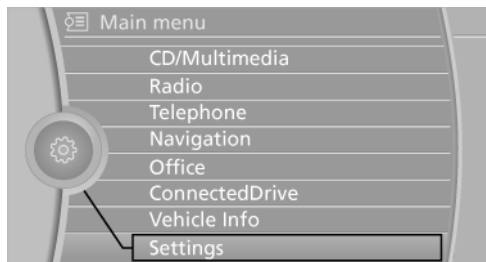 Main menu
CD/Multimedia
Radio
Telephone
Navigation
Office
ConnectedDrive
Vehicle Info
Settings